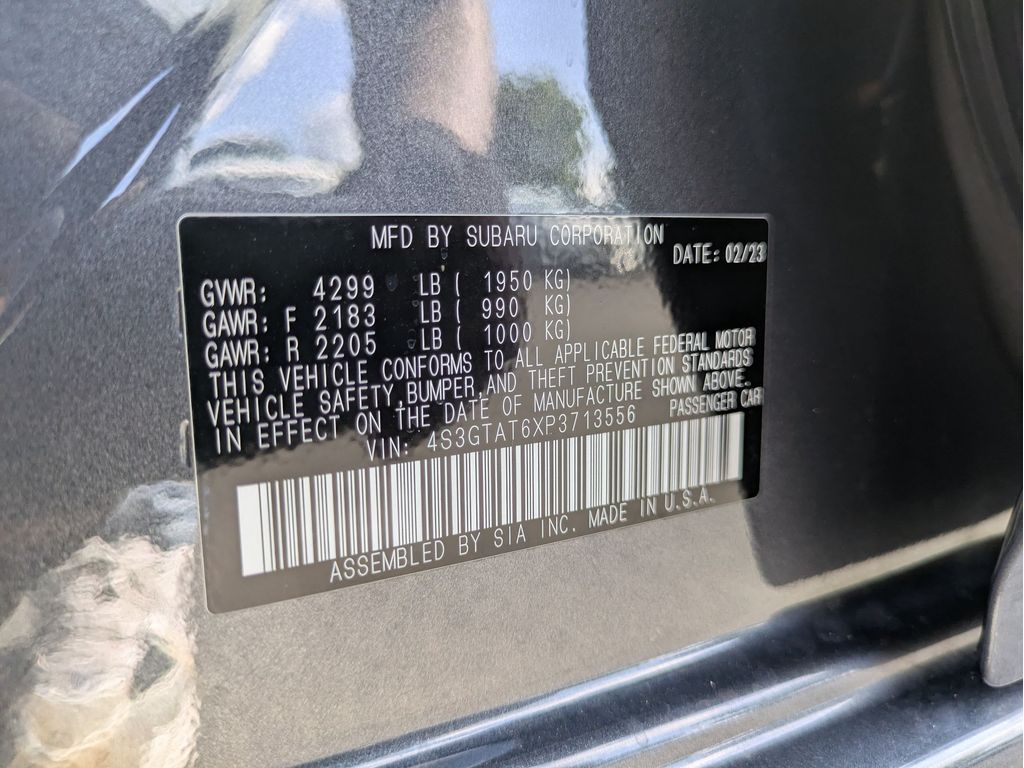 MFD BY SUBARU CORPORATION
DATE: 02/23
GVWR: 4299 LB ( 1950 KG)
GAWR: F 2183 LB ( 990 KG)
GAWR: R 2205 LB ( 1000 KG)
THIS VEHICLE CONFORMS TO ALL APPLICABLE FEDERAL MOTOR
VEHICLE SAFETY, BUMPER, AND THEFT PREVENTION STANDARDS
IN EFFECT ON THE DATE OF MANUFACTURE SHOWN ABOVE.
VIN: 4S3GTAT6XP3713556 PASSENGER CAR
ASSEMBLED BY SIA INC. MADE IN U.S.A.